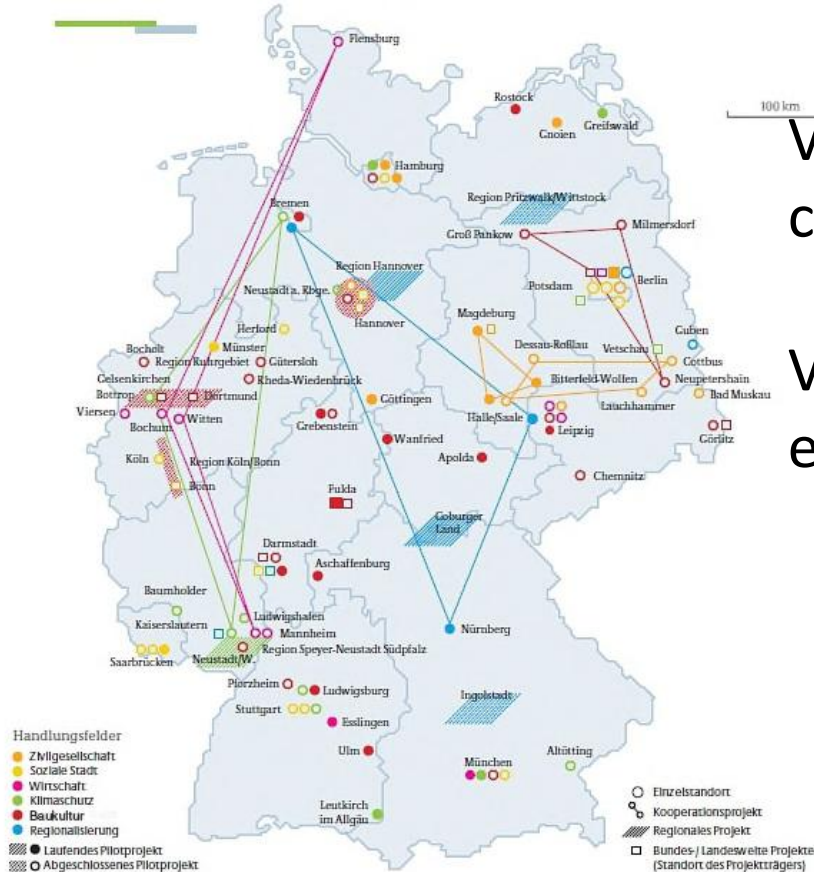 Flensburg
Rostock
Gnoien
Greifswald
100 km
V
c
Hamburg
Region Pritzwalk/Wittstock
Bremen
Groß Pankow
Milmersdorf
Region Hannover
Neustadt a. Rbge.
Potsdam
Berlin
Hannover
Magdeburg
Herford
Dessau-Roßlau
Vetschau
Guben
V
e
Bocholt
Münster
Region Ruhrgebiet
Gütersloh
Cottbus
Gelsenkirchen
Rheda-Wiedenbrück
Bitterfeld-Wolfen
Neupetershain
Bottrop
Dortmund
Göttingen
Halle/Saale
Lauchhammer
Bad Muskau
Viersen
Bochum
Witten
Grebenstein
Wanfried
Leipzig
Görlitz
Köln
Region Köln/Bonn
Apolda
Chemnitz
Bonn
Fulda
Coburger
Land
Darmstadt
Aschaffenburg
Baumholder
Kaiserslautern
Ludwigshafen
Mannheim
Nürnberg
Saarbrücken
Neustadt/W.
Region Speyer-Neustadt Südpfalz
Pforzheim
Ludwigsburg
Stuttgart
Esslingen
Ingolstadt
Ulm
München
Altötting
Leutkirch
im Allgäu
Handlungsfelder
Zivilgesellschaft
Soziale Stadt
Wirtschaft
Klimaschutz
Baukultur
Regionalisierung
Laufendes Pilotprojekt
Abgeschlossenes Pilotprojekt
Einzelstandort
Kooperationsprojekt
Regionales Projekt
Bundes-/ Landesweite Projekte
(Standort des Projektträgers)